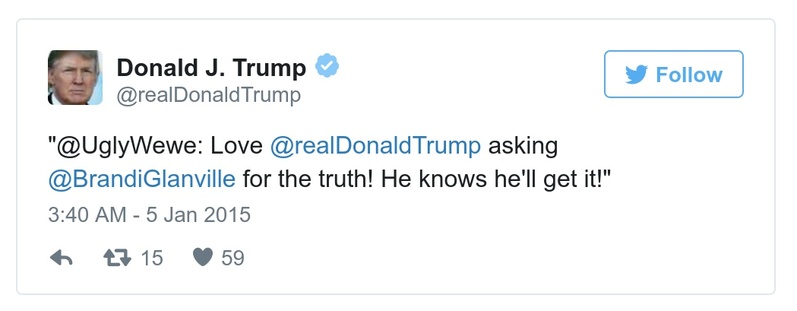 Donald J. Trump
@realDonaldTrump
Follow
"@UglyWewe: Love @realDonaldTrump asking
@BrandiGlanville for the truth! He knows he'll get it!"
3:40 AM - 5 Jan 2015
15 59